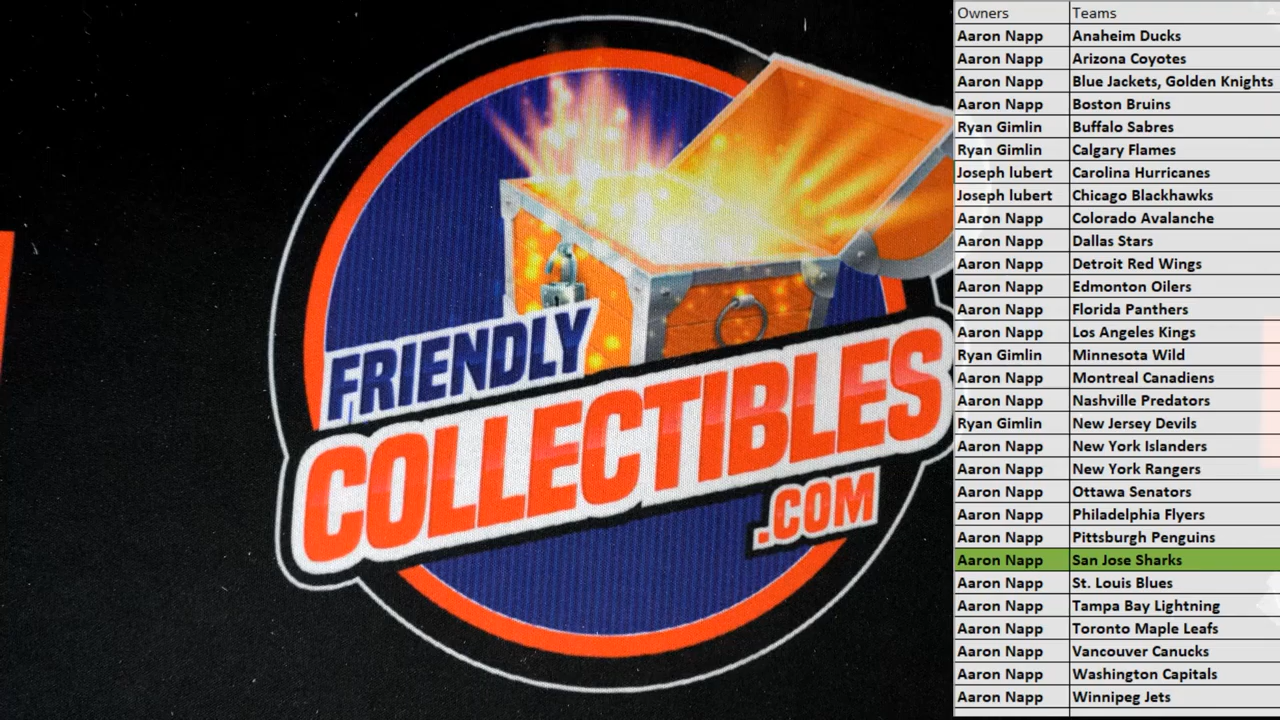 FRIENDLY
COLLECTIBLES
.COM
Owners Teams
Aaron Napp Anaheim Ducks
Aaron Napp Arizona Coyotes
Aaron Napp Blue Jackets, Golden Knights
Aaron Napp Boston Bruins
Ryan Gimlin Buffalo Sabres
Ryan Gimlin Calgary Flames
Joseph lubert Carolina Hurricanes
Joseph lubert Chicago Blackhawks
Aaron Napp Colorado Avalanche
Aaron Napp Dallas Stars
Aaron Napp Detroit Red Wings
Aaron Napp Edmonton Oilers
Aaron Napp Florida Panthers
Aaron Napp Los Angeles Kings
Ryan Gimlin Minnesota Wild
Aaron Napp Montreal Canadiens
Aaron Napp Nashville Predators
Ryan Gimlin New Jersey Devils
Aaron Napp New York Islanders
Aaron Napp New York Rangers
Aaron Napp Ottawa Senators
Aaron Napp Philadelphia Flyers
Aaron Napp Pittsburgh Penguins
Aaron Napp San Jose Sharks
Aaron Napp St. Louis Blues
Aaron Napp Tampa Bay Lightning
Aaron Napp Toronto Maple Leafs
Aaron Napp Vancouver Canucks
Aaron Napp Washington Capitals
Aaron Napp Winnipeg Jets